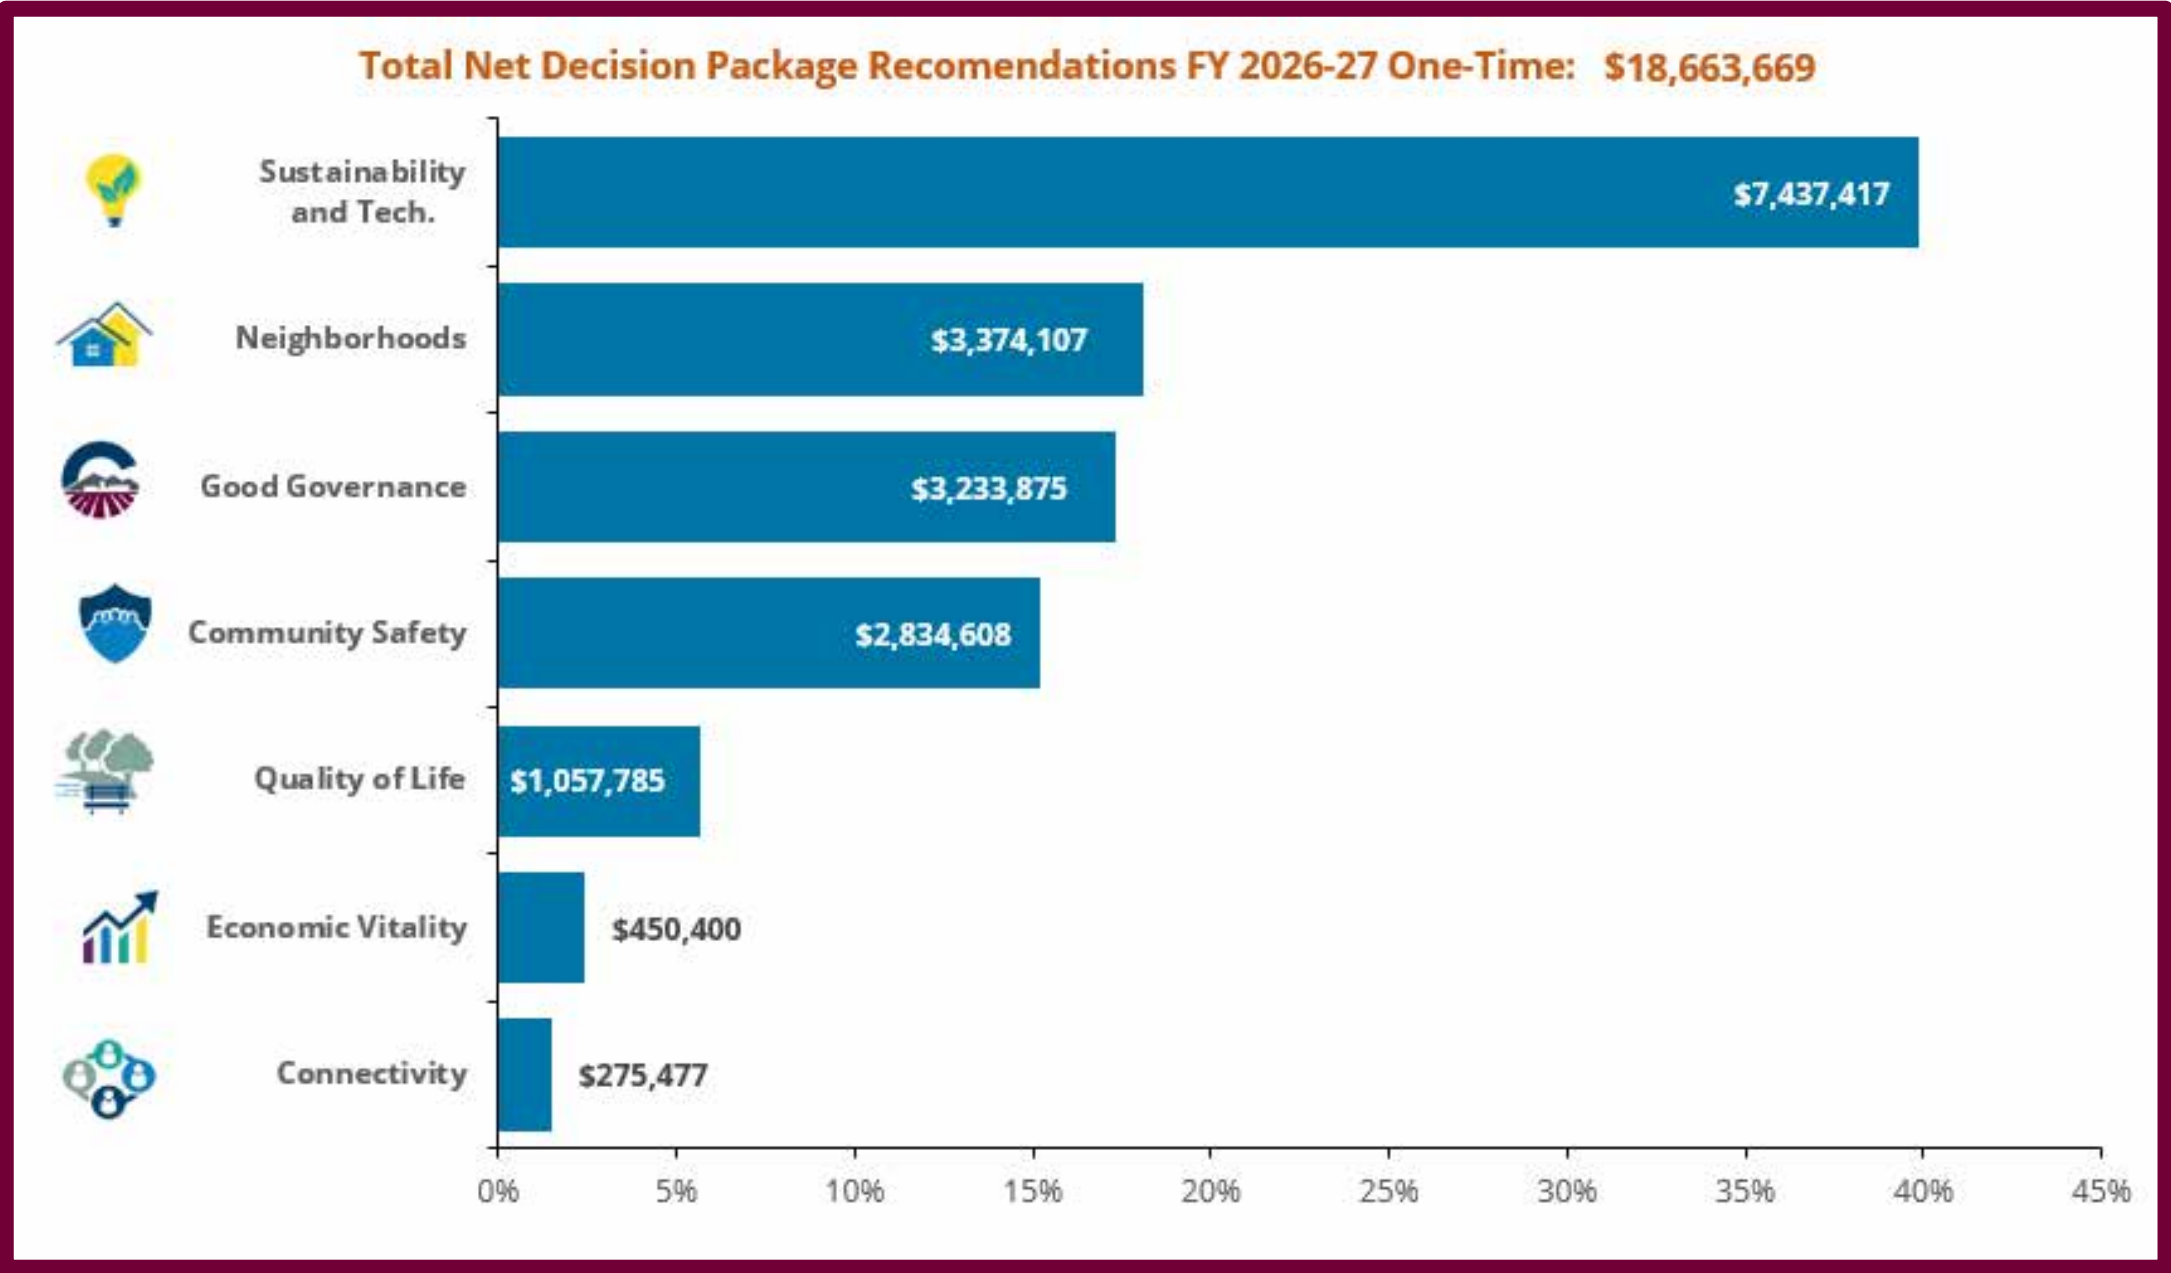 Total Net Decision Package Recomendations FY 2026-27 One-Time: $18,663,669
Sustainability
and Tech.
$7,437,417
Neighborhoods
$3,374,107
Good Governance
$3,233,875
Community Safety
$2,834,608
Quality of Life
$1,057,785
Economic Vitality
$450,400
Connectivity
$275,477
0% 5% 10% 15% 20% 25% 30% 35% 40% 45%